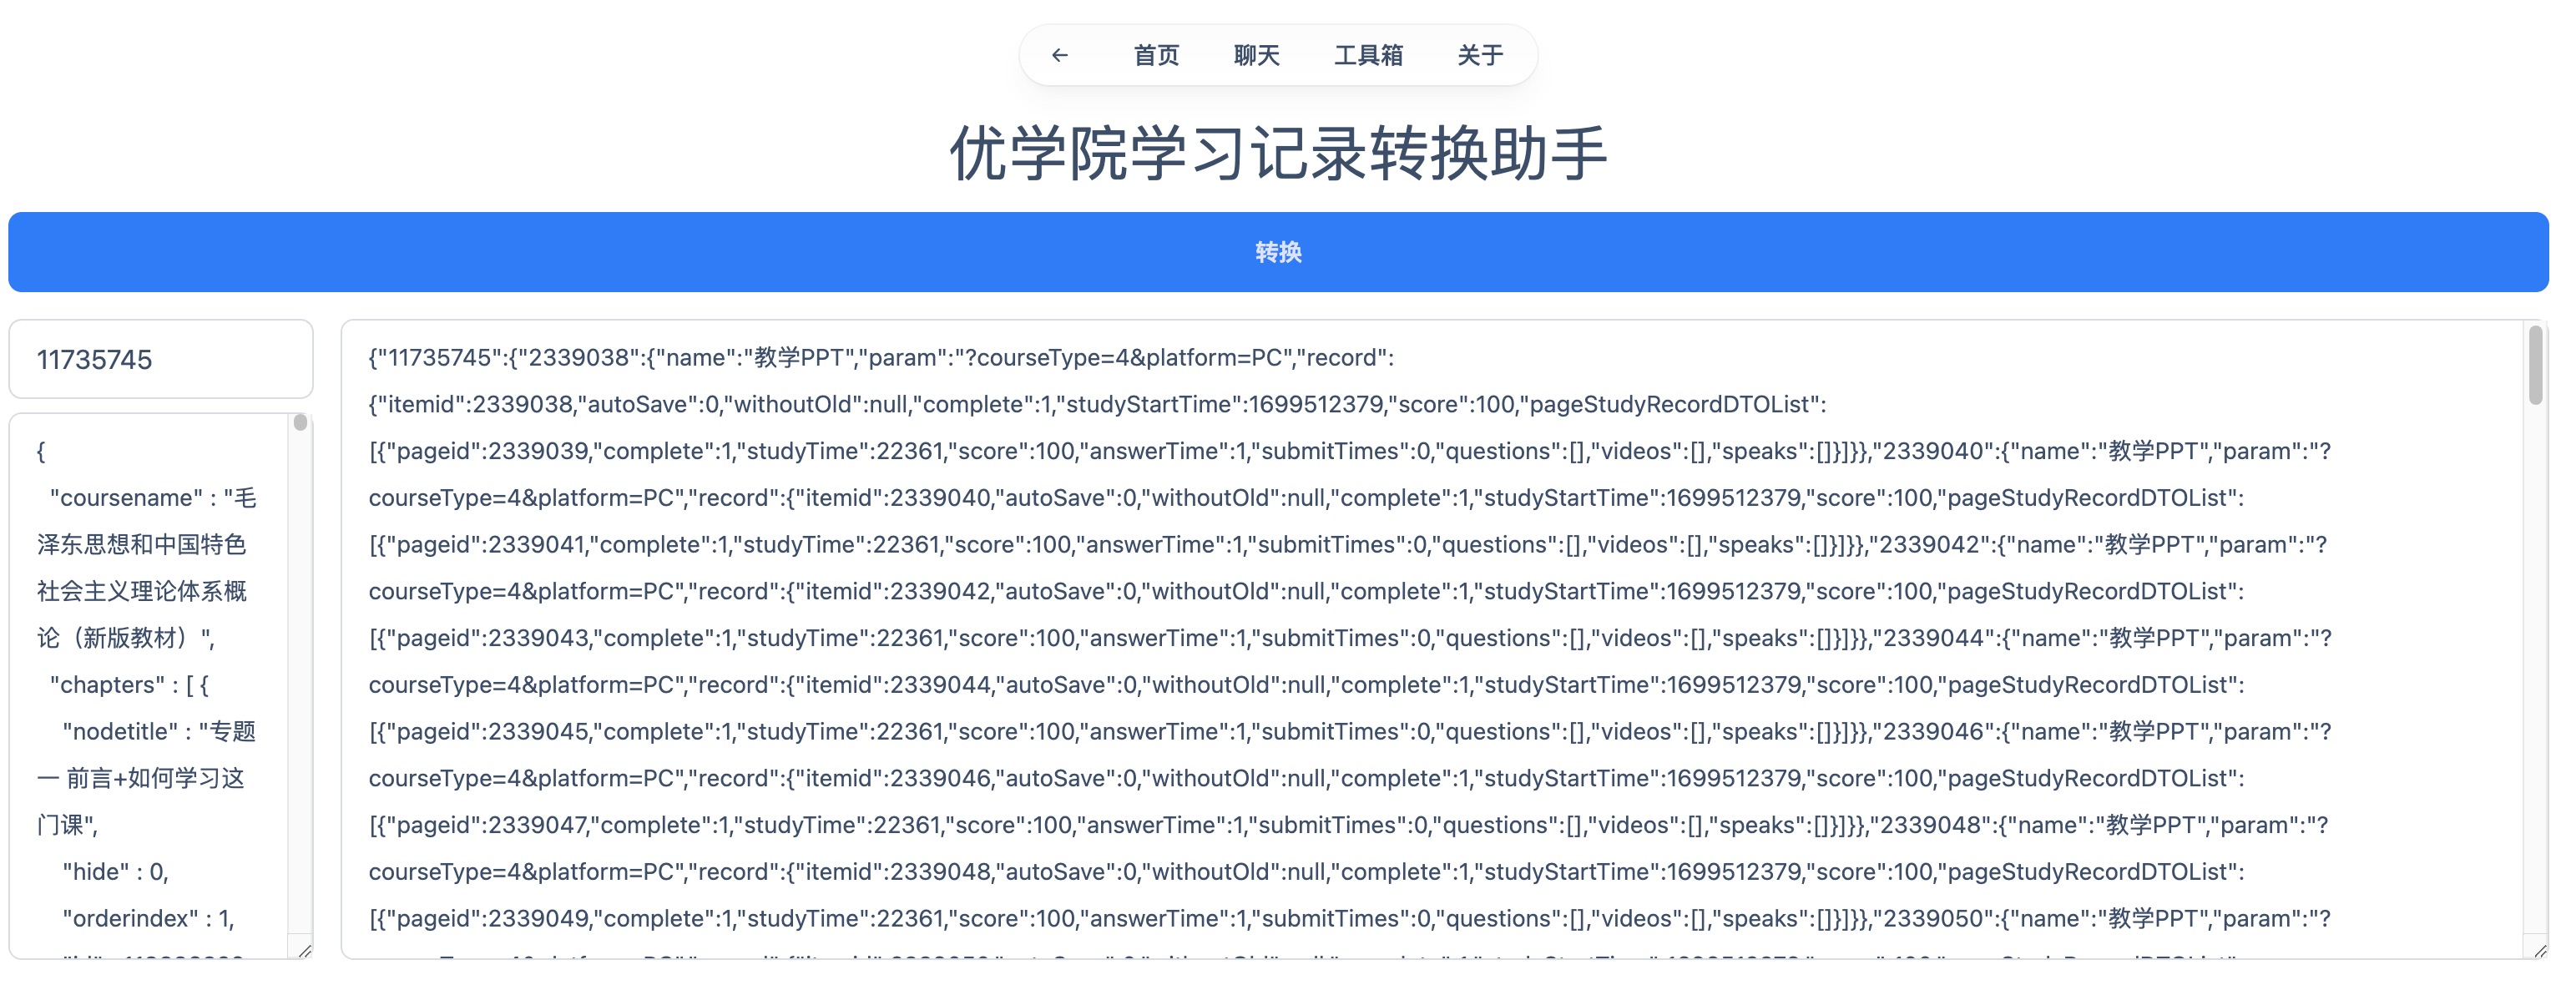 ← 首页 聊天 工具箱 关于
优学院学习记录转换助手
转换
11735745
{
"coursename" : "毛
泽东思想和中国特色
社会主义理论体系概
论（新版教材）",
"chapters" : [ {
"nodetitle" : "专题
一 前言+如何学习这
门课",
"hide" : 0,
"orderindex" : 1,
{"11735745":{"2339038":{"name":"教学PPT","param":"?courseType=4&platform=PC","record":
{"itemid":2339038,"autoSave":0,"withoutOld":null,"complete":1,"studyStartTime":1699512379,"score":100,"pageStudyRecordDTOList":
[{"pageid":2339039,"complete":1,"studyTime":22361,"score":100,"answerTime":1,"submitTimes":0,"questions":[],"videos":[],"speaks":[]}]}},"2339040":{"name":"教学PPT","param":"?
courseType=4&platform=PC","record":{"itemid":2339040,"autoSave":0,"withoutOld":null,"complete":1,"studyStartTime":1699512379,"score":100,"pageStudyRecordDTOList":
[{"pageid":2339041,"complete":1,"studyTime":22361,"score":100,"answerTime":1,"submitTimes":0,"questions":[],"videos":[],"speaks":[]}]}},"2339042":{"name":"教学PPT","param":"?
courseType=4&platform=PC","record":{"itemid":2339042,"autoSave":0,"withoutOld":null,"complete":1,"studyStartTime":1699512379,"score":100,"pageStudyRecordDTOList":
[{"pageid":2339043,"complete":1,"studyTime":22361,"score":100,"answerTime":1,"submitTimes":0,"questions":[],"videos":[],"speaks":[]}]}},"2339044":{"name":"教学PPT","param":"?
courseType=4&platform=PC","record":{"itemid":2339044,"autoSave":0,"withoutOld":null,"complete":1,"studyStartTime":1699512379,"score":100,"pageStudyRecordDTOList":
[{"pageid":2339045,"complete":1,"studyTime":22361,"score":100,"answerTime":1,"submitTimes":0,"questions":[],"videos":[],"speaks":[]}]}},"2339046":{"name":"教学PPT","param":"?
courseType=4&platform=PC","record":{"itemid":2339046,"autoSave":0,"withoutOld":null,"complete":1,"studyStartTime":1699512379,"score":100,"pageStudyRecordDTOList":
[{"pageid":2339047,"complete":1,"studyTime":22361,"score":100,"answerTime":1,"submitTimes":0,"questions":[],"videos":[],"speaks":[]}]}},"2339048":{"name":"教学PPT","param":"?
courseType=4&platform=PC","record":{"itemid":2339048,"autoSave":0,"withoutOld":null,"complete":1,"studyStartTime":1699512379,"score":100,"pageStudyRecordDTOList":
[{"pageid":2339049,"complete":1,"studyTime":22361,"score":100,"answerTime":1,"submitTimes":0,"questions":[],"videos":[],"speaks":[]}]}},"2339050":{"name":"教学PPT","param":"?